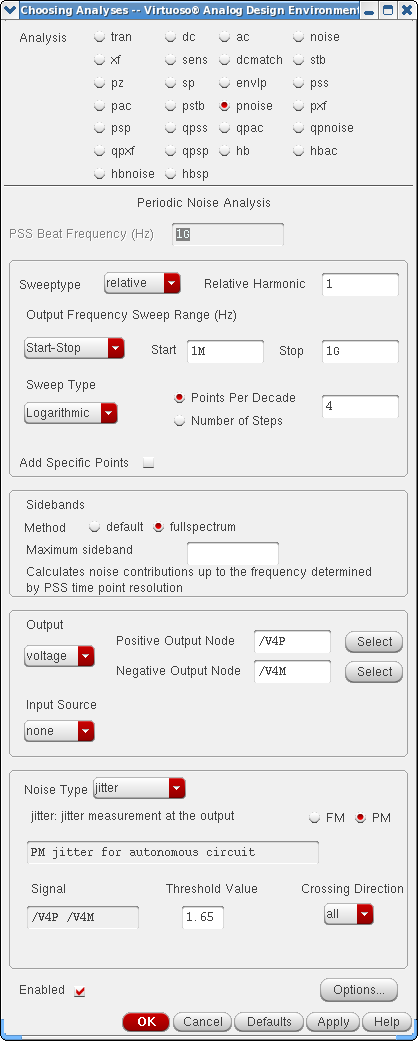 Choosing Analyses -- Virtuoso® Analog Design Environment
Analysis tran dc ac noise
xf sens dcmatch stb
pz sp envlp pss
pac pstb pnoise pxf
psp qpss qpac qpnoise
qpxf qpsp hb hbac
hbnoise hbsp
Periodic Noise Analysis
PSS Beat Frequency (Hz) 1G
Sweeptype relative Relative Harmonic 1
Output Frequency Sweep Range (Hz)
Start-Stop Start 1M Stop 1G
Sweep Type
Logarithmic Points Per Decade 4
Number of Steps
Add Specific Points
Sidebands
Method default fullspectrum
Maximum sideband
Calculates noise contributions up to the frequency determined
by PSS time point resolution
Output
voltage Positive Output Node /V4P Select
Negative Output Node /V4M Select
Input Source
none
Noise Type jitter
jitter: jitter measurement at the output FM PM
PM jitter for autonomous circuit
Signal Threshold Value Crossing Direction
/V4P /V4M 1.65 all
Enabled Options...
OK Cancel Defaults Apply Help